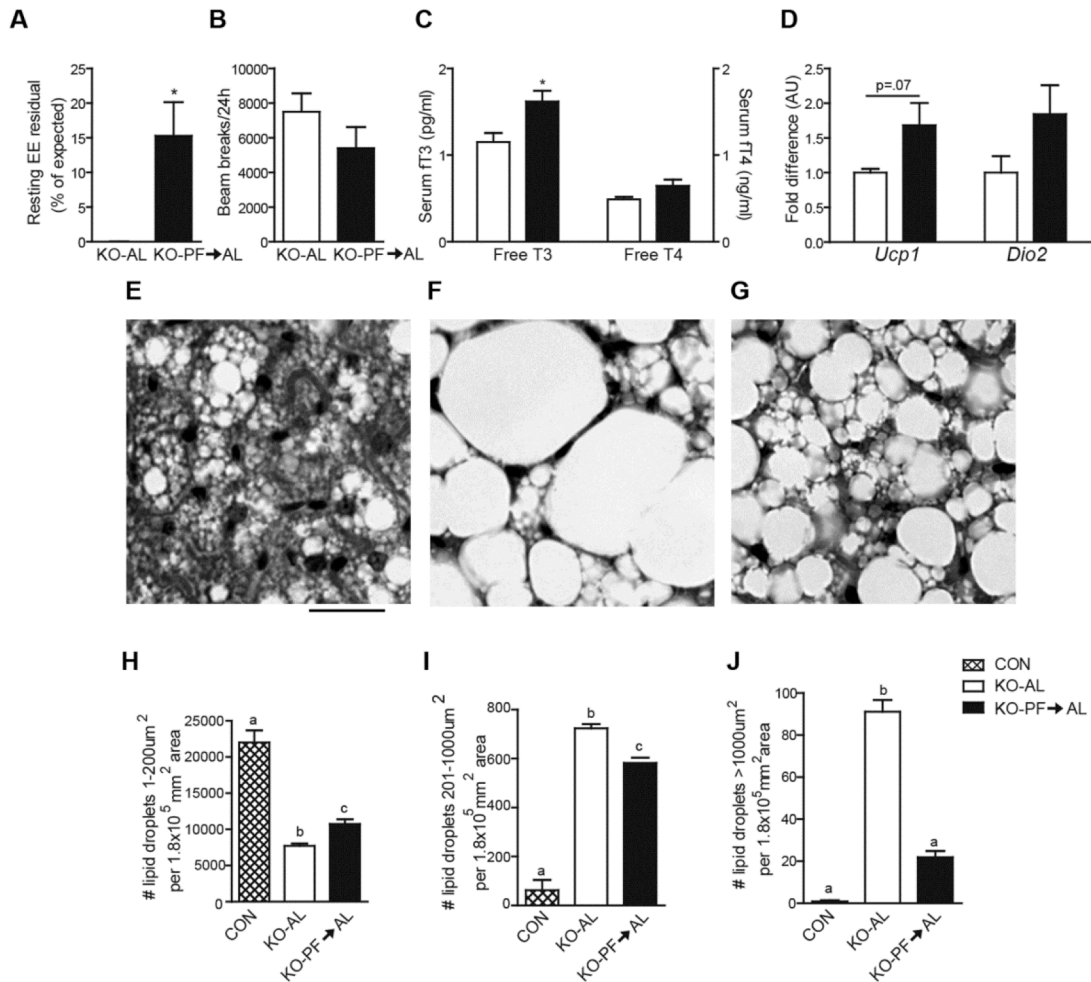 A
Resting EE residual
(% of expected)
25
20
15
10
5
0
*
KO-AL KO-PF➔AL
B
Beam breaks/24h
10000
8000
6000
4000
2000
0
KO-AL KO-PF➔AL
C
Serum fT3 (pg/ml)
2
1
0
*
Free T3 Free T4
2
1
0
Serum fT4 (ng/ml)
D
Fold difference (AU)
2.5
2.0
1.5
1.0
0.5
0.0
p=.07
Ucp1 Dio2
E
F
G
H
# lipid droplets 1-200um²
per 1.8x10⁵ mm² area
25000
20000
15000
10000
5000
0
a
b
c
CON
KO-AL
KO-PF➔AL
I
# lipid droplets 201-1000um²
per 1.8x10⁵ mm² area
800
600
400
200
0
a
b
c
CON
KO-AL
KO-PF➔AL
J
# lipid droplets >1000um²
per 1.8x10⁵mm²area
100
80
60
40
20
0
a
b
a
CON
KO-AL
KO-PF➔AL
CON
KO-AL
KO-PF➔AL